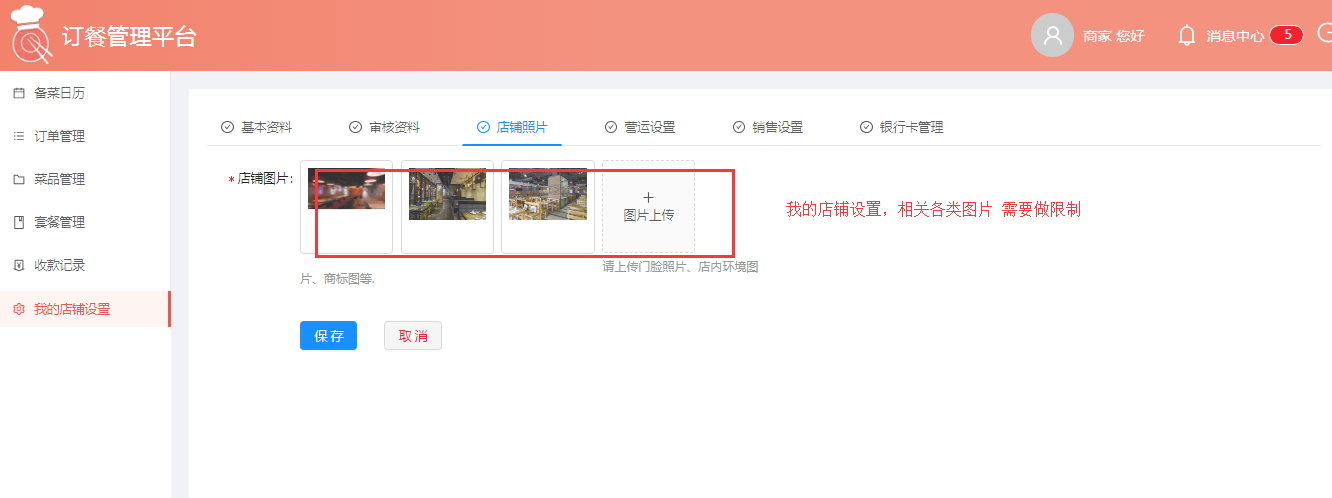 订餐管理平台
商家 您好
消息中心 5
备菜日历
订单管理
菜品管理
套餐管理
收款记录
我的店铺设置
基本资料 审核资料 店铺照片 营运设置 销售设置 银行卡管理
* 店铺图片:
+
图片上传
我的店铺设置，相关各类图片 需要做限制
请上传门脸照片、店内环境图
片、商标图等.
保存 取消